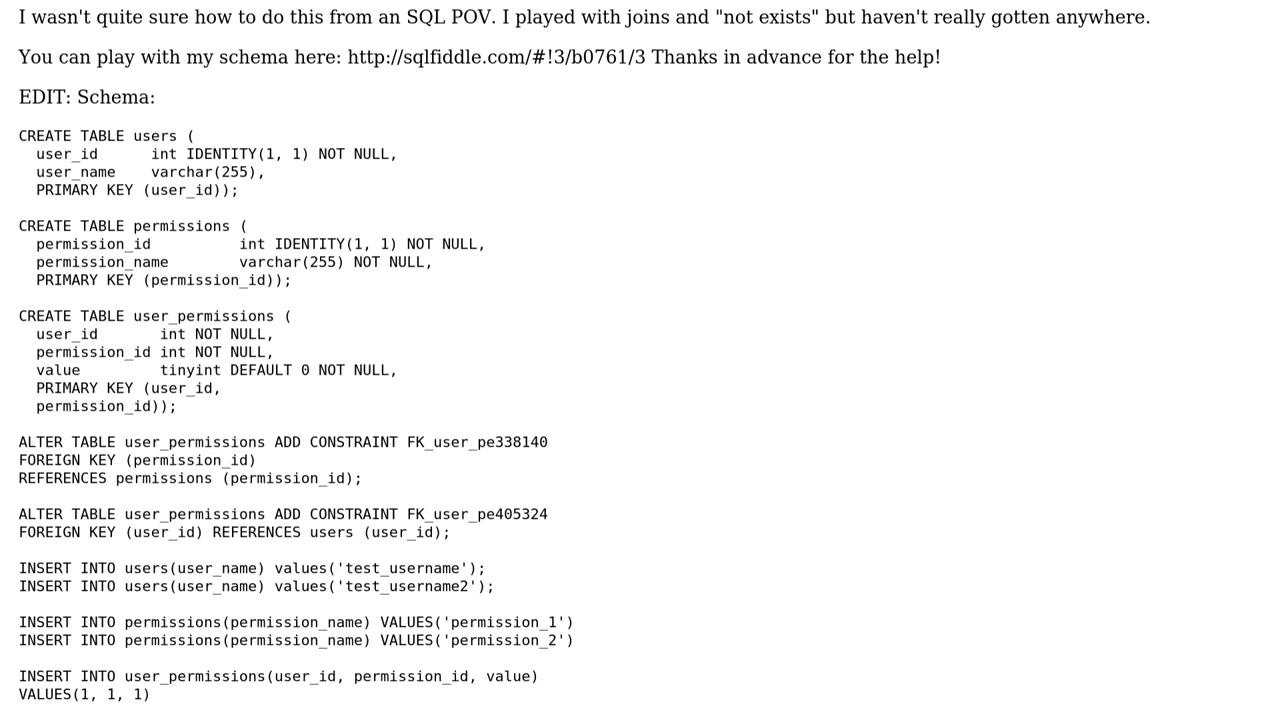 I wasn't quite sure how to do this from an SQL POV. I played with joins and "not exists" but haven't really gotten anywhere.
You can play with my schema here: http://sqlfiddle.com/#!3/b0761/3 Thanks in advance for the help!
EDIT: Schema:
CREATE TABLE users (
  user_id      int IDENTITY(1, 1) NOT NULL,
  user_name    varchar(255),
  PRIMARY KEY (user_id));
CREATE TABLE permissions (
  permission_id          int IDENTITY(1, 1) NOT NULL,
  permission_name        varchar(255) NOT NULL,
  PRIMARY KEY (permission_id));
CREATE TABLE user_permissions (
  user_id       int NOT NULL,
  permission_id int NOT NULL,
  value         tinyint DEFAULT 0 NOT NULL,
  PRIMARY KEY (user_id,
  permission_id));
ALTER TABLE user_permissions ADD CONSTRAINT FK_user_pe338140
FOREIGN KEY (permission_id)
REFERENCES permissions (permission_id);
ALTER TABLE user_permissions ADD CONSTRAINT FK_user_pe405324
FOREIGN KEY (user_id) REFERENCES users (user_id);
INSERT INTO users(user_name) values('test_username');
INSERT INTO users(user_name) values('test_username2');
INSERT INTO permissions(permission_name) VALUES('permission_1')
INSERT INTO permissions(permission_name) VALUES('permission_2')
INSERT INTO user_permissions(user_id, permission_id, value)
VALUES(1, 1, 1)